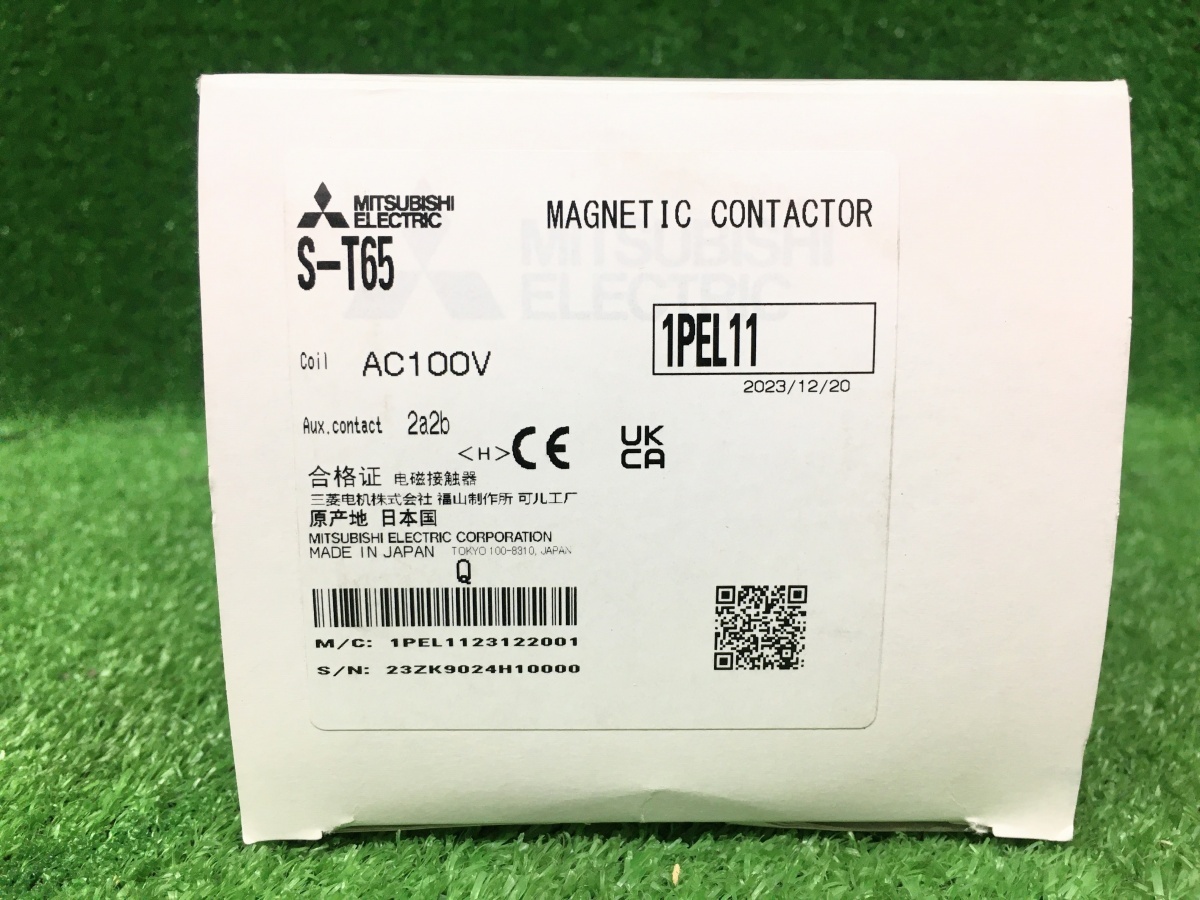 MITSUBISHI
ELECTRIC
MAGNETIC CONTACTOR
S-T65
MITSUBISHI
ELECTRIC
1PEL11
Coil AC100V
2023/12/20
Aux.contact 2a2b
<H> CE UK
CA
合格证 电磁接触器
三菱电机株式会社 福山制作所 可儿工厂
原产地 日本国
MITSUBISHI ELECTRIC CORPORATION
MADE IN JAPAN TOKYO 100-8310, JAPAN
Q
M/C: 1PEL1123122001
S/N: 23ZK9024H10000